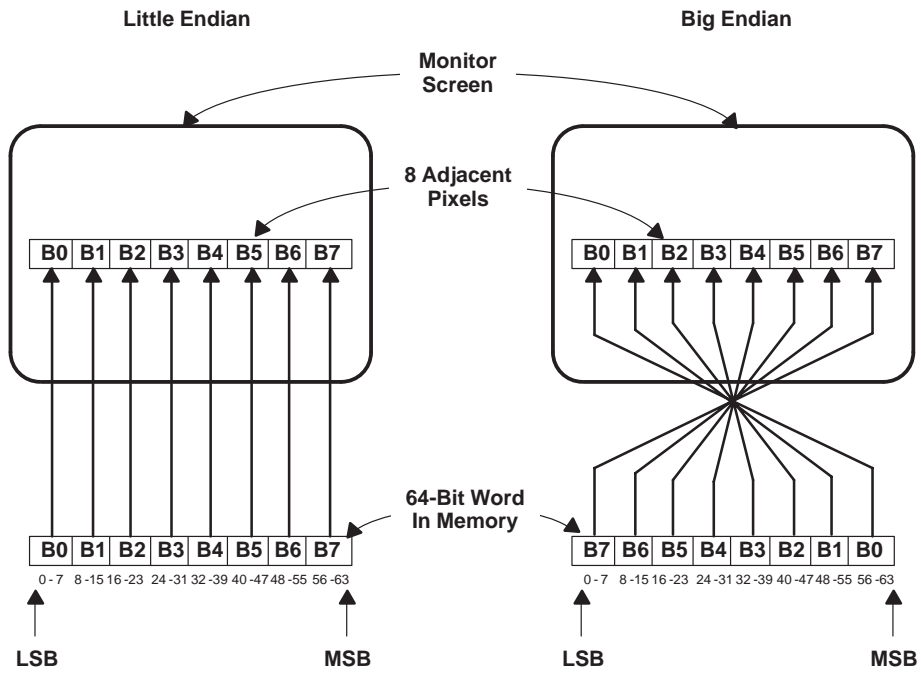 Little Endian
Big Endian
Monitor
Screen
8 Adjacent
Pixels
B0 B1 B2 B3 B4 B5 B6 B7
B0 B1 B2 B3 B4 B5 B6 B7
64-Bit Word
In Memory
B0 B1 B2 B3 B4 B5 B6 B7
B7 B6 B5 B4 B3 B2 B1 B0
0 - 7 8 -15 16 -23 24 -31 32 -39 40 -47 48 -55 56 -63
0 - 7 8 -15 16 -23 24 -31 32 -39 40 -47 48 -55 56 -63
LSB MSB
LSB MSB